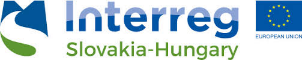 Interreg
Slovakia-Hungary
EUROPEAN UNION